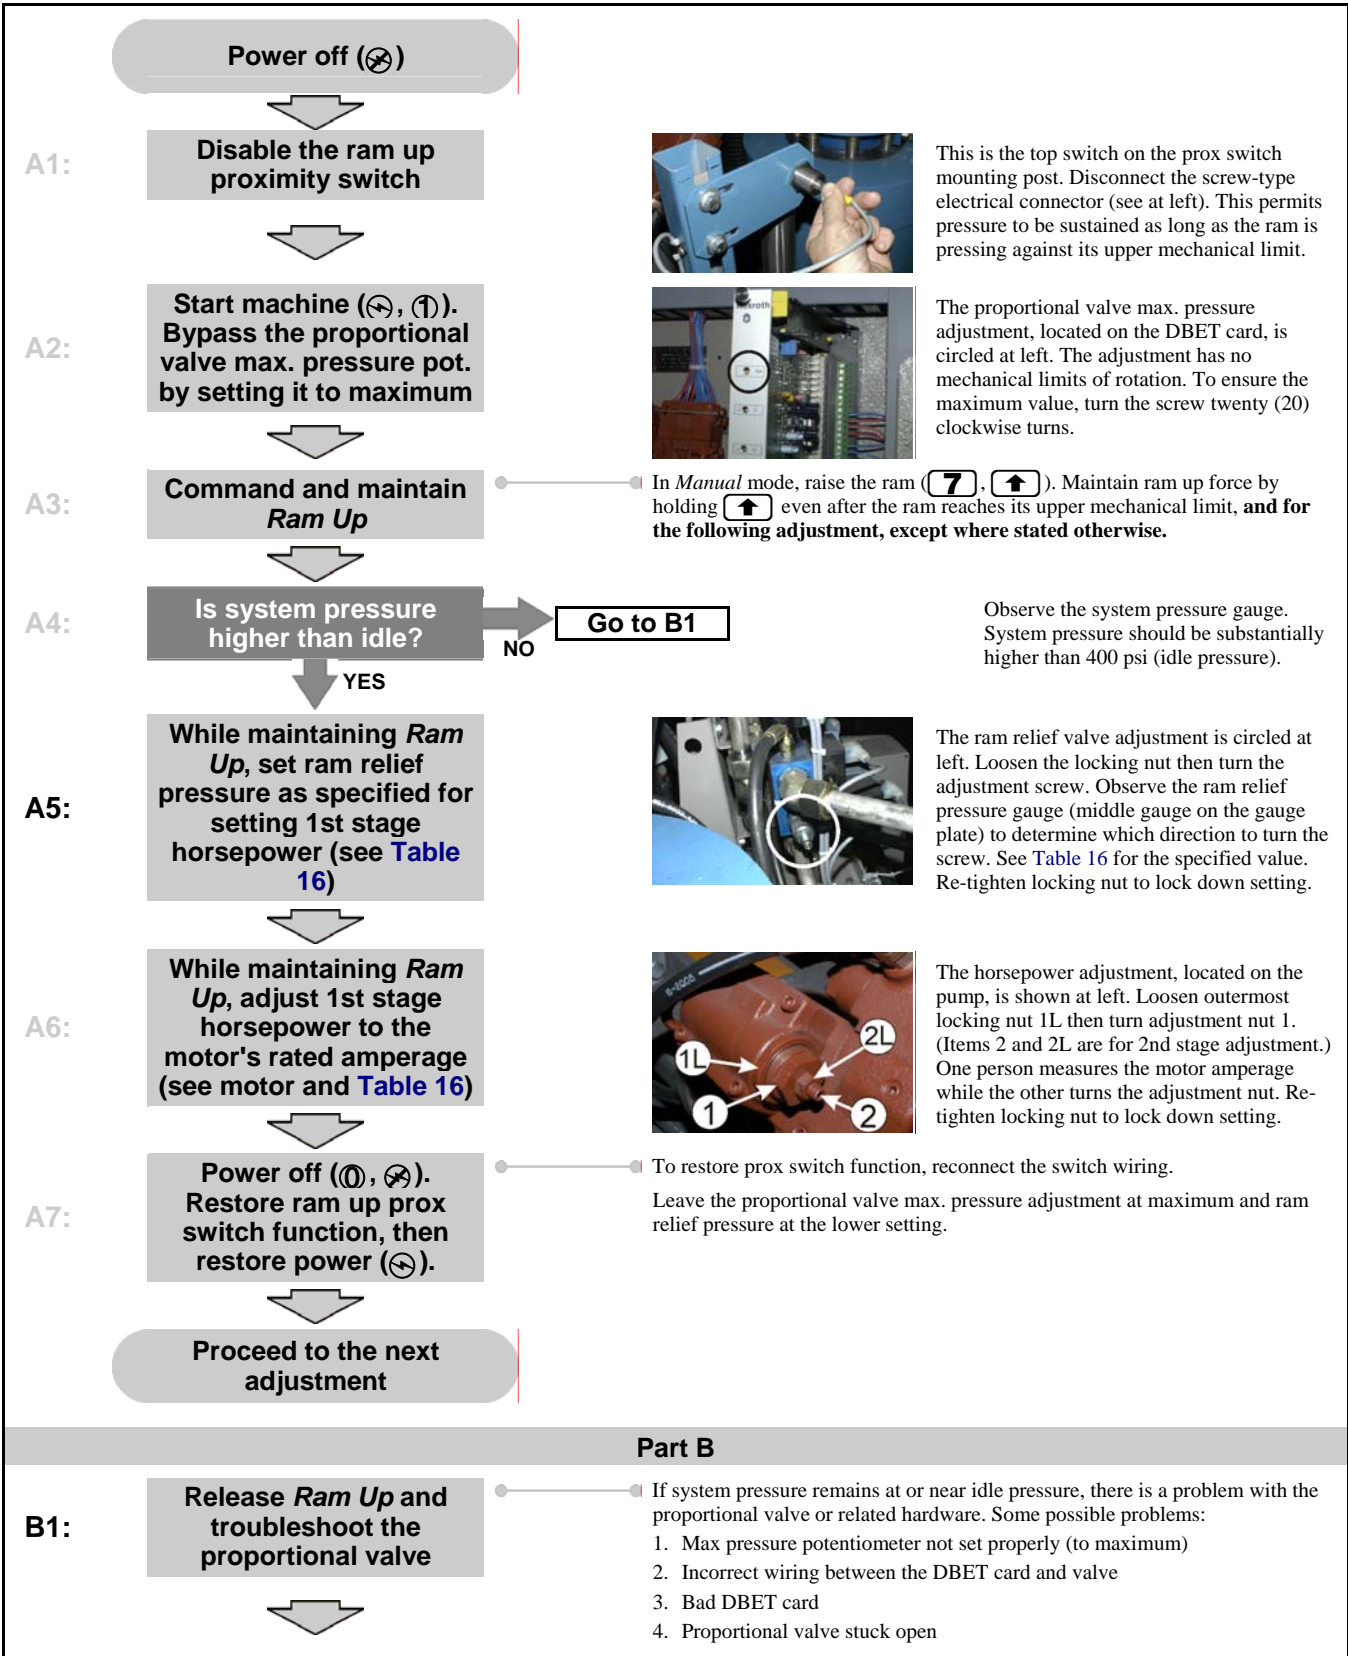 Power off ( )
A1:
Disable the ram up
proximity switch
This is the top switch on the prox switch
mounting post. Disconnect the screw-type
electrical connector (see at left). This permits
pressure to be sustained as long as the ram is
pressing against its upper mechanical limit.
A2:
Start machine ( , 1).
Bypass the proportional
valve max. pressure pot.
by setting it to maximum
The proportional valve max. pressure
adjustment, located on the DBET card, is
circled at left. The adjustment has no
mechanical limits of rotation. To ensure the
maximum value, turn the screw twenty (20)
clockwise turns.
A3:
Command and maintain
Ram Up
In Manual mode, raise the ram ( 7 , ⬆ ). Maintain ram up force by
holding ⬆ even after the ram reaches its upper mechanical limit, and for
the following adjustment, except where stated otherwise.
A4:
Is system pressure
higher than idle?
NO
Go to B1
YES
Observe the system pressure gauge.
System pressure should be substantially
higher than 400 psi (idle pressure).
A5:
While maintaining Ram
Up, set ram relief
pressure as specified for
setting 1st stage
horsepower (see Table
16)
The ram relief valve adjustment is circled at
left. Loosen the locking nut then turn the
adjustment screw. Observe the ram relief
pressure gauge (middle gauge on the gauge
plate) to determine which direction to turn the
screw. See Table 16 for the specified value.
Re-tighten locking nut to lock down setting.
A6:
While maintaining Ram
Up, adjust 1st stage
horsepower to the
motor's rated amperage
(see motor and Table 16)
1L
2L
1
2
The horsepower adjustment, located on the
pump, is shown at left. Loosen outermost
locking nut 1L then turn adjustment nut 1.
(Items 2 and 2L are for 2nd stage adjustment.)
One person measures the motor amperage
while the other turns the adjustment nut. Re-
tighten locking nut to lock down setting.
A7:
Power off (0, ).
Restore ram up prox
switch function, then
restore power ( ).
To restore prox switch function, reconnect the switch wiring.
Leave the proportional valve max. pressure adjustment at maximum and ram
relief pressure at the lower setting.
Proceed to the next
adjustment
Part B
B1:
Release Ram Up and
troubleshoot the
proportional valve
If system pressure remains at or near idle pressure, there is a problem with the
proportional valve or related hardware. Some possible problems:
1. Max pressure potentiometer not set properly (to maximum)
2. Incorrect wiring between the DBET card and valve
3. Bad DBET card
4. Proportional valve stuck open